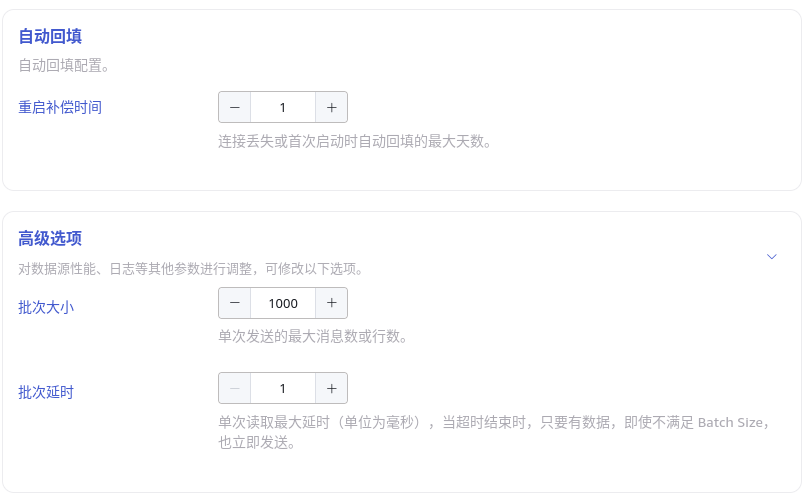 自动回填
自动回填配置。
重启补偿时间
1
连接丢失或首次启动时自动回填的最大天数。
高级选项
对数据源性能、日志等其他参数进行调整，可修改以下选项。
批次大小
1000
单次发送的最大消息数或行数。
批次延时
1
单次读取最大延时（单位为毫秒），当超时结束时，只要有数据，即使不满足 Batch Size，
也立即发送。